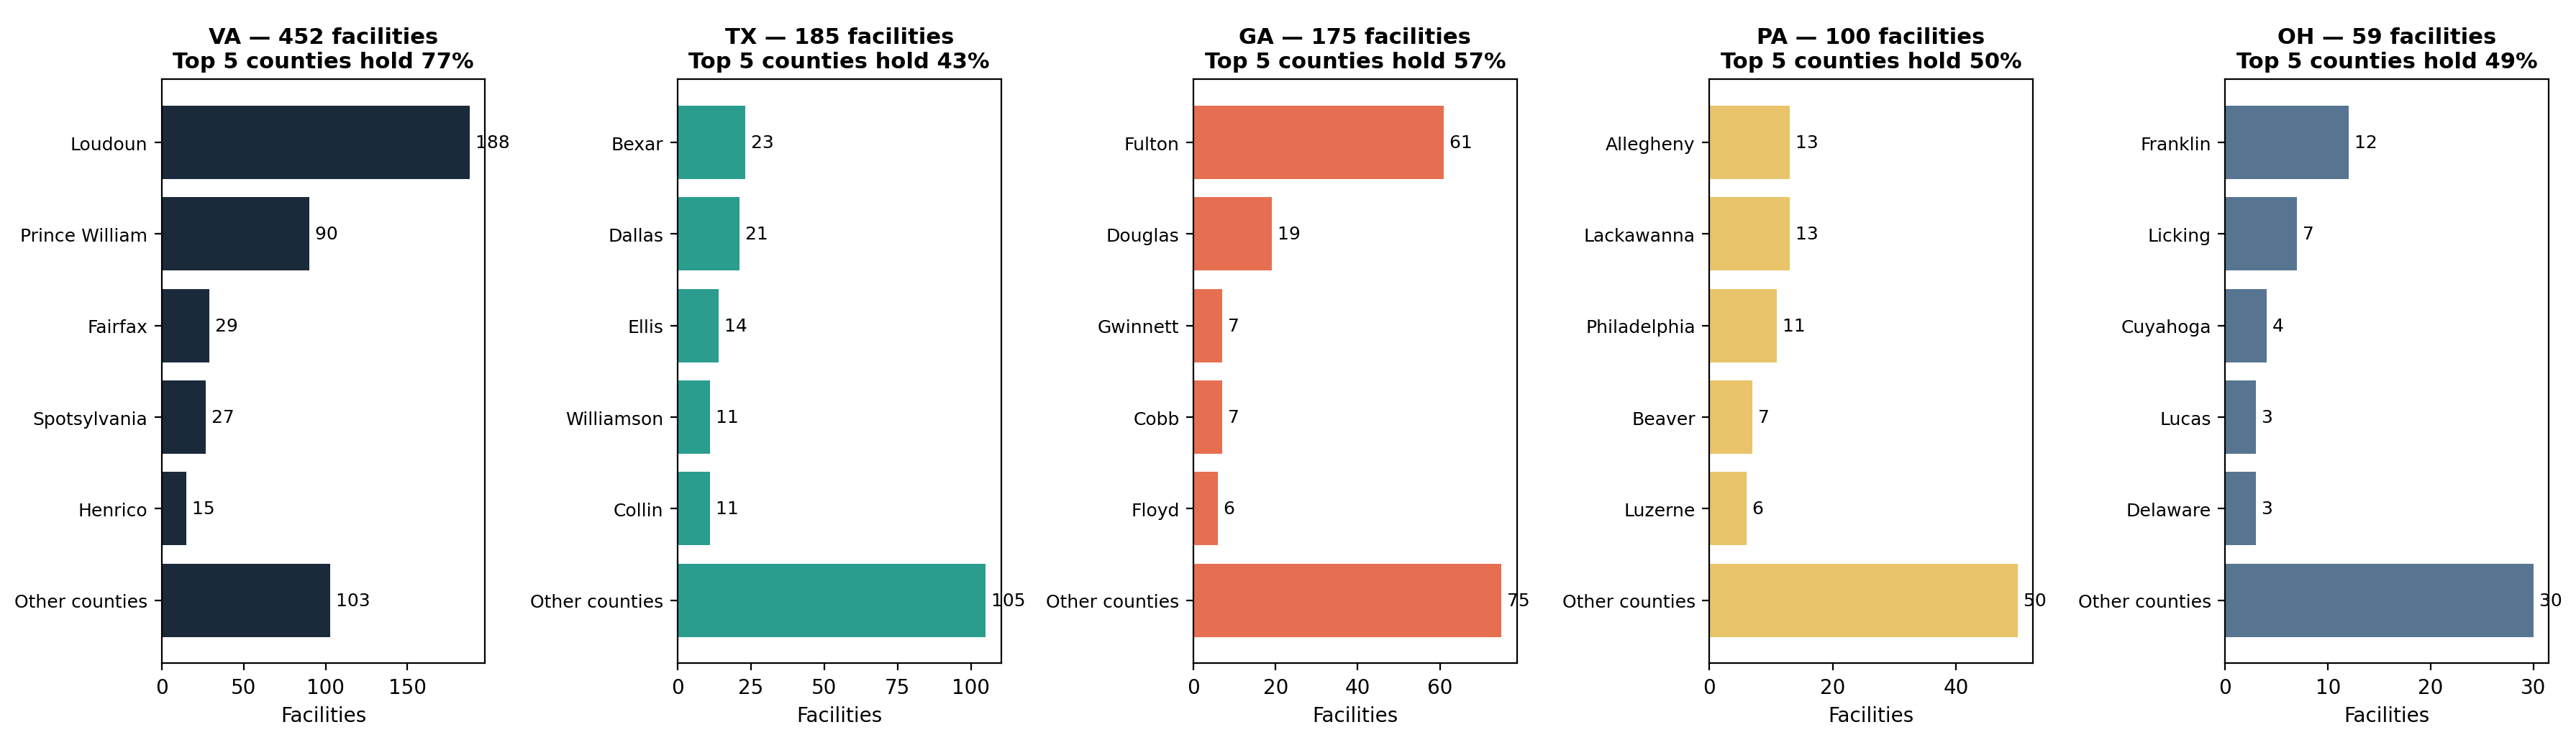 VA — 452 facilities
Top 5 counties hold 77%
Loudoun
188
Prince William
90
Fairfax
29
Spotsylvania
27
Henrico
15
Other counties
103
0 50 100 150
Facilities
TX — 185 facilities
Top 5 counties hold 43%
Bexar
23
Dallas
21
Ellis
14
Williamson
11
Collin
11
Other counties
105
0 25 50 75 100
Facilities
GA — 175 facilities
Top 5 counties hold 57%
Fulton
61
Douglas
19
Gwinnett
7
Cobb
7
Floyd
6
Other counties
75
0 20 40 60
Facilities
PA — 100 facilities
Top 5 counties hold 50%
Allegheny
13
Lackawanna
13
Philadelphia
11
Beaver
7
Luzerne
6
Other counties
50
0 20 40
Facilities
OH — 59 facilities
Top 5 counties hold 49%
Franklin
12
Licking
7
Cuyahoga
4
Lucas
3
Delaware
3
Other counties
30
0 10 20 30
Facilities